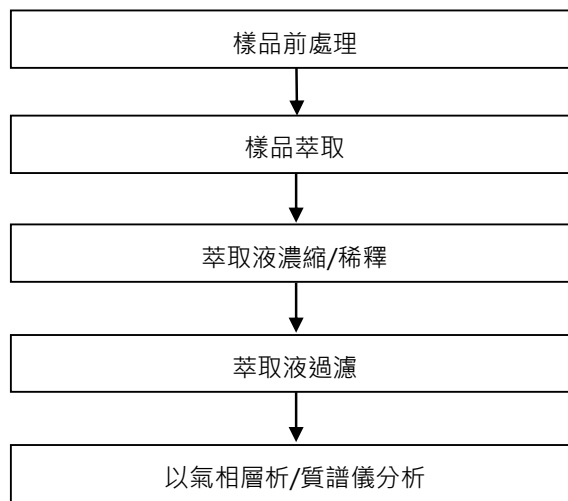 樣品前處理
樣品萃取
萃取液濃縮/稀釋
萃取液過濾
以氣相層析/質譜儀分析